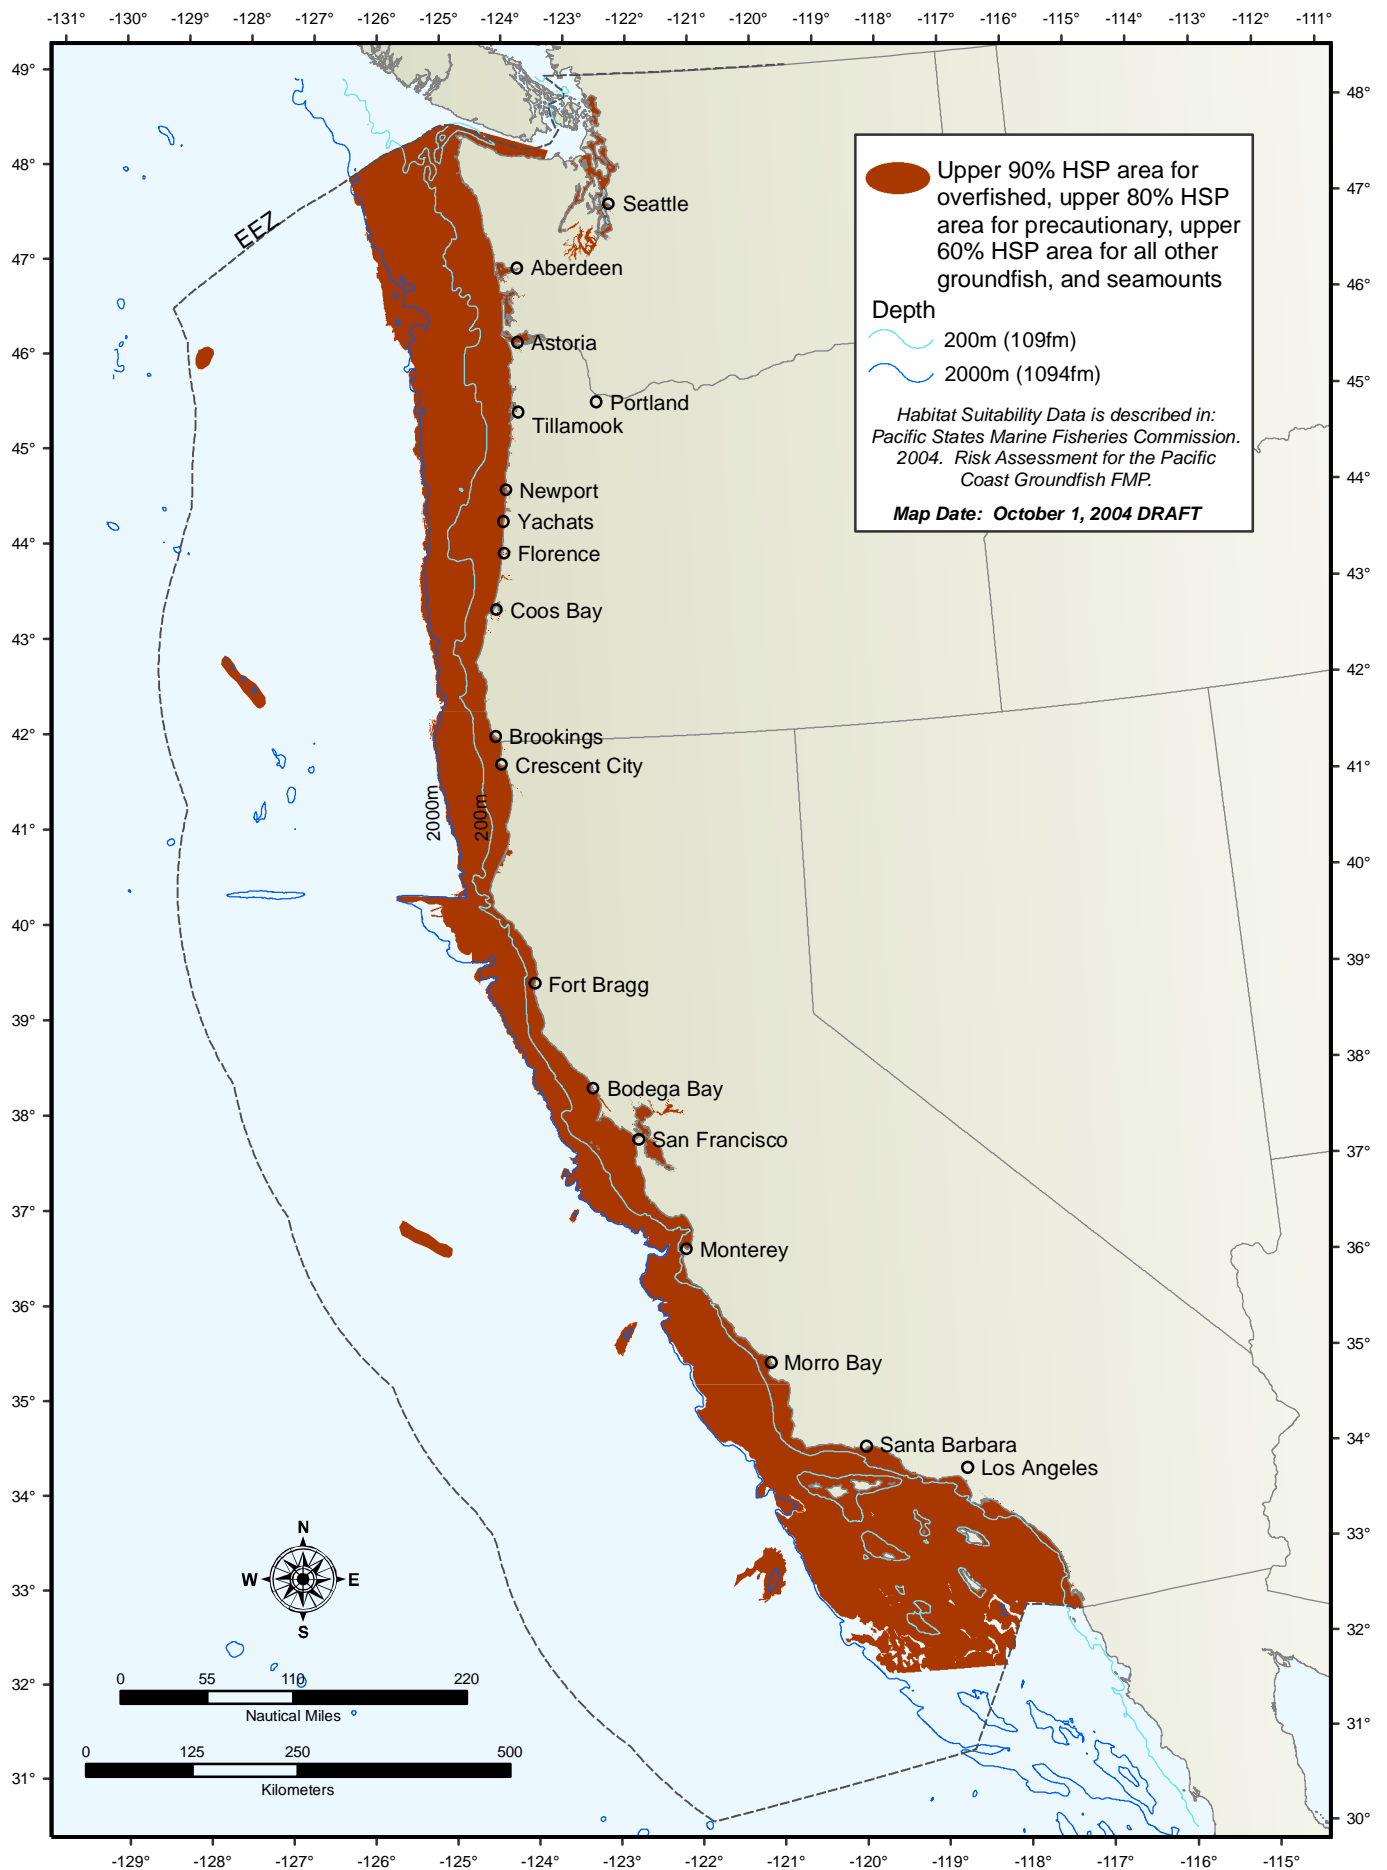 -131° -130° -129° -128° -127° -126° -125° -124° -123° -122° -121° -120° -119° -118° -117° -116° -115° -114° -113° -112° -111°
49°
48°
47°
46°
45°
44°
43°
42°
41°
40°
39°
38°
37°
36°
35°
34°
33°
32°
31°
48°
47°
46°
45°
44°
43°
42°
41°
40°
39°
38°
37°
36°
35°
34°
33°
32°
31°
30°
Upper 90% HSP area for
overfished, upper 80% HSP
area for precautionary, upper
60% HSP area for all other
groundfish, and seamounts
Depth
200m (109fm)
2000m (1094fm)
Habitat Suitability Data is described in:
Pacific States Marine Fisheries Commission.
2004. Risk Assessment for the Pacific
Coast Groundfish FMP.
Map Date: October 1, 2004 DRAFT
EEZ
Seattle
Aberdeen
Astoria
Portland
Tillamook
Newport
Yachats
Florence
Coos Bay
Brookings
Crescent City
2000m
200m
Fort Bragg
Bodega Bay
San Francisco
Monterey
Morro Bay
Santa Barbara
Los Angeles
N
W E
S
0 55 110 220
Nautical Miles
0 125 250 500
Kilometers
-129° -128° -127° -126° -125° -124° -123° -122° -121° -120° -119° -118° -117° -116° -115°